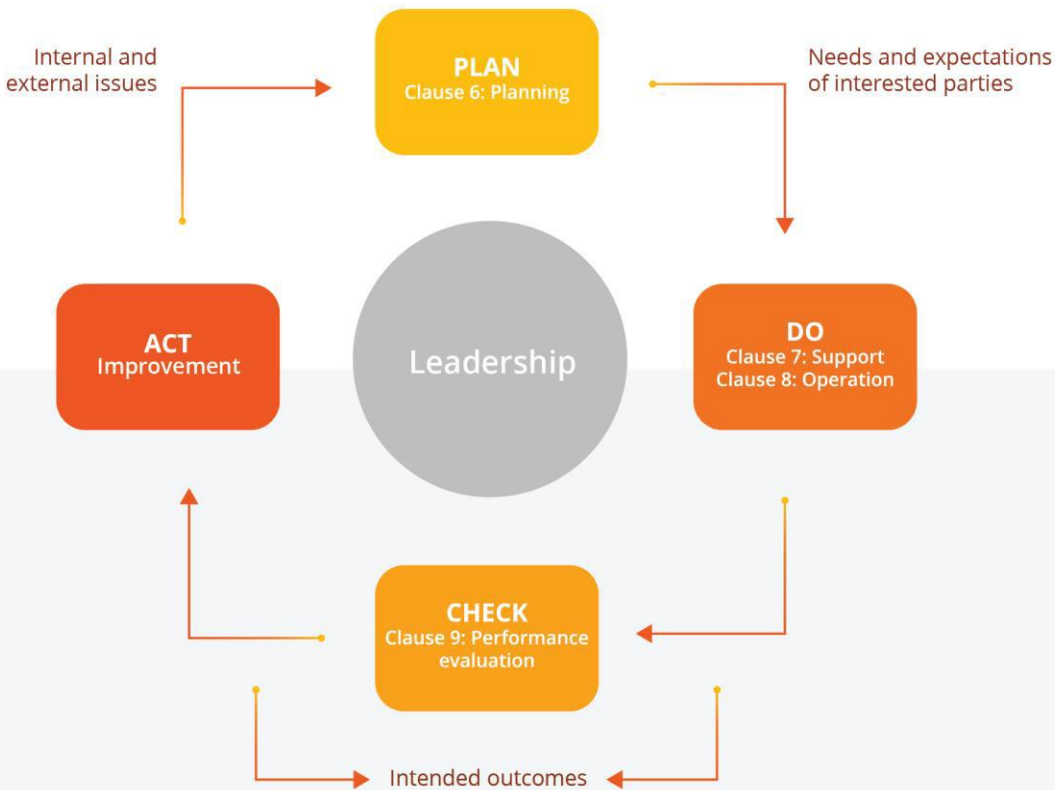 Internal and
external issues
PLAN
Clause 6: Planning
Needs and expectations
of interested parties
ACT
Improvement
Leadership
DO
Clause 7: Support
Clause 8: Operation
CHECK
Clause 9: Performance
evaluation
Intended outcomes